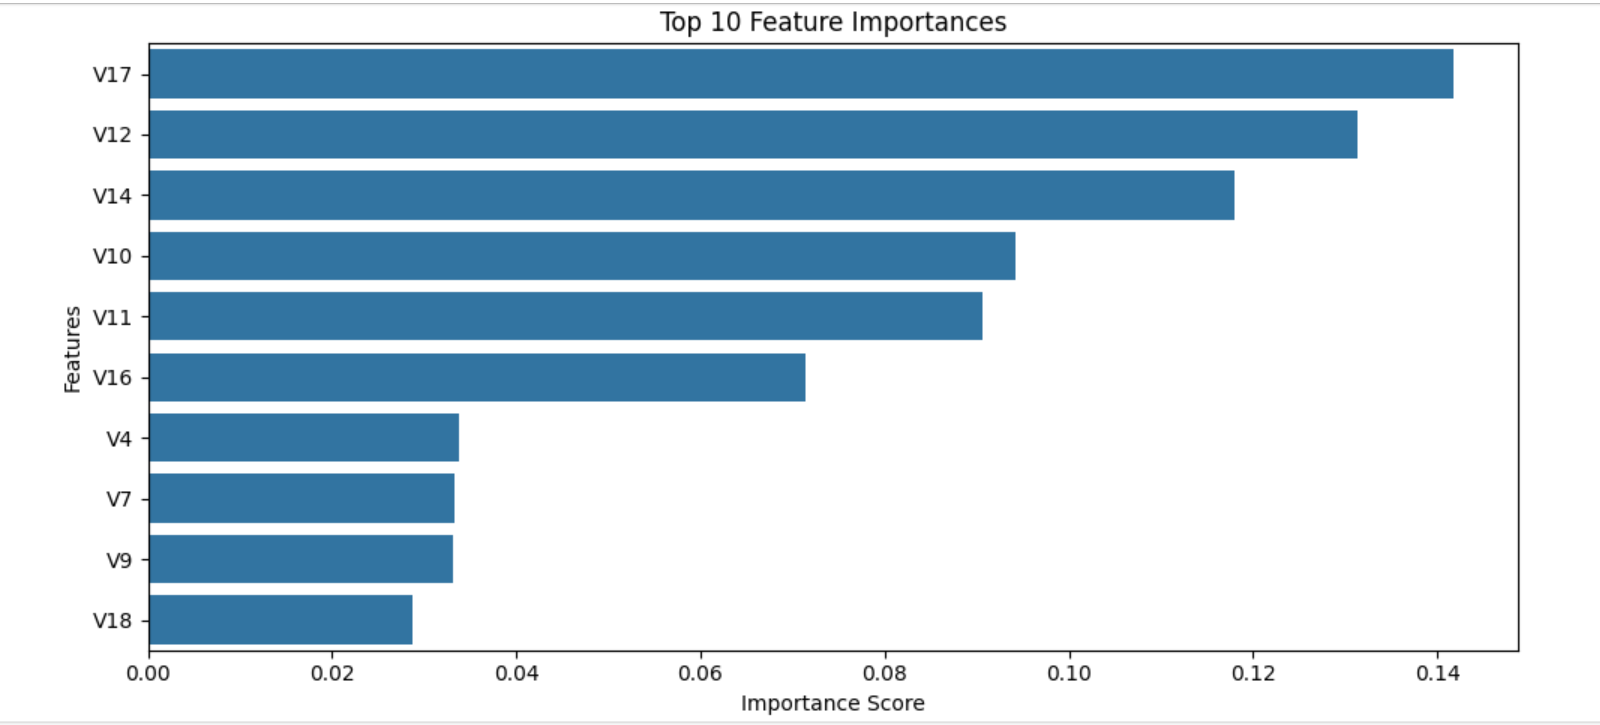 Top 10 Feature Importances
Features
V17
V12
V14
V10
V11
V16
V4
V7
V9
V18
0.00 0.02 0.04 0.06 0.08 0.10 0.12 0.14
Importance Score